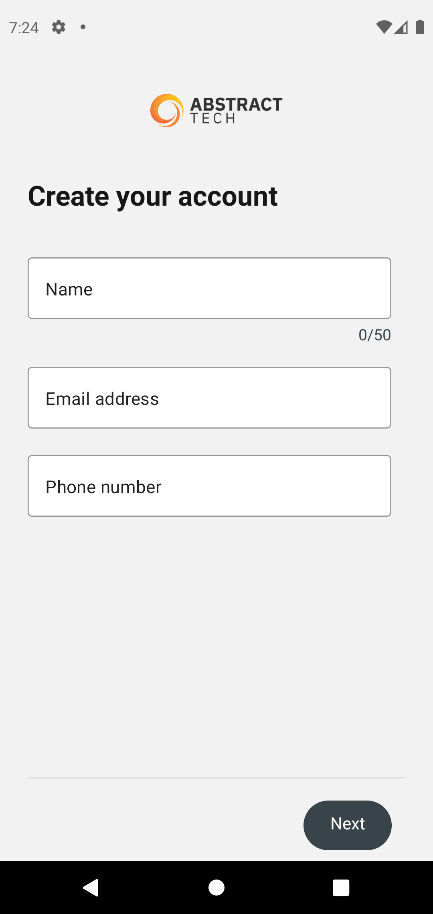 7:24
ABSTRACT
TECH
Create your account
Name
0/50
Email address
Phone number
Next